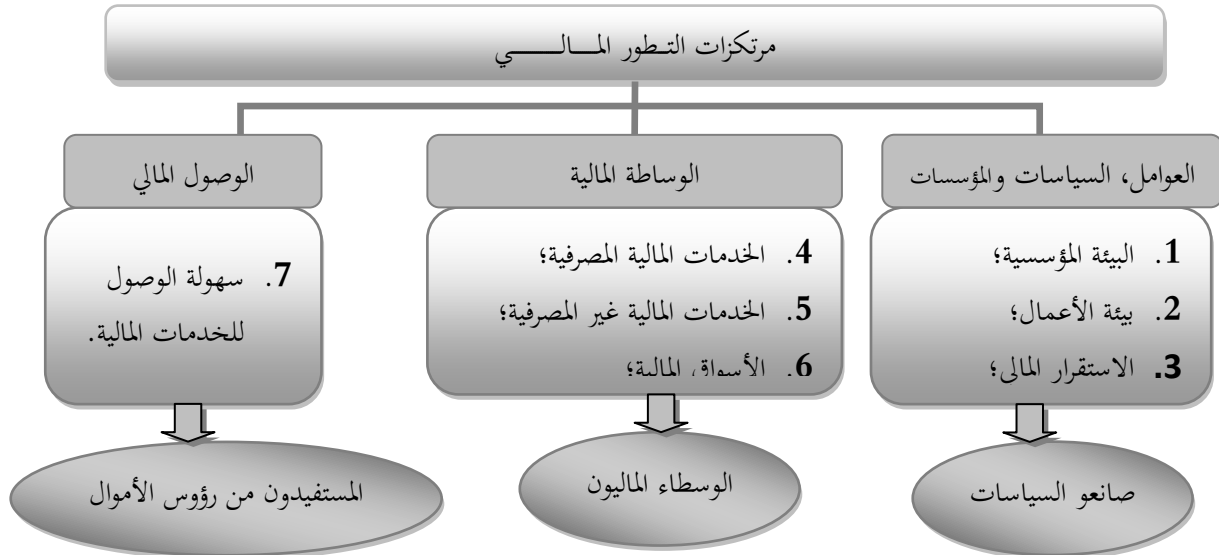 مرتكزات التـطور المـــالـــــــي
العوامل، السياسات والمؤسسات
1. البيئة المؤسسية؛
2. بيئة الأعمال؛
3. الاستقرار المالي؛
صانعو السياسات
الوساطة المالية
4. الخدمات المالية المصرفية؛
5. الخدمات المالية غير المصرفية؛
6. الأسواق المالية؛
الوسطاء الماليون
الوصول المالي
7. سهولة الوصول
للخدمات المالية.
المستفيدون من رؤوس الأموال